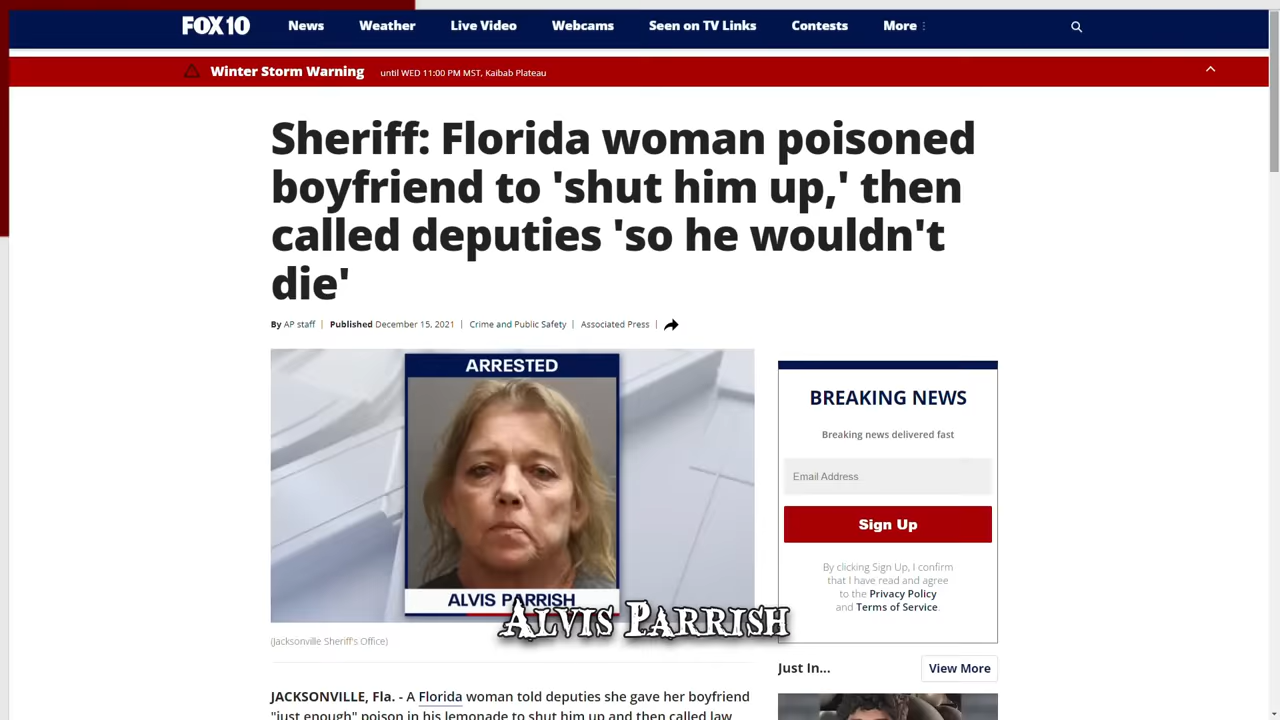 FOX10 News Weather Live Video Webcams Seen on TV Links Contests More
Winter Storm Warning until WED 11:00 PM MST, Kaibab Plateau
Sheriff: Florida woman poisoned
boyfriend to 'shut him up,' then
called deputies 'so he wouldn't
die'
By AP staff | Published December 15, 2021 | Crime and Public Safety | Associated Press |
ARRESTED
ALVIS PARRISH
ALVIS PARRISH
(Jacksonville Sheriff's Office)
JACKSONVILLE, Fla. - A Florida woman told deputies she gave her boyfriend
"just enough" poison in his lemonade to shut him up and then called law
BREAKING NEWS
Breaking news delivered fast
Email Address
Sign Up
By clicking Sign Up, I confirm
that I have read and agree
to the Privacy Policy
and Terms of Service.
Just In... View More